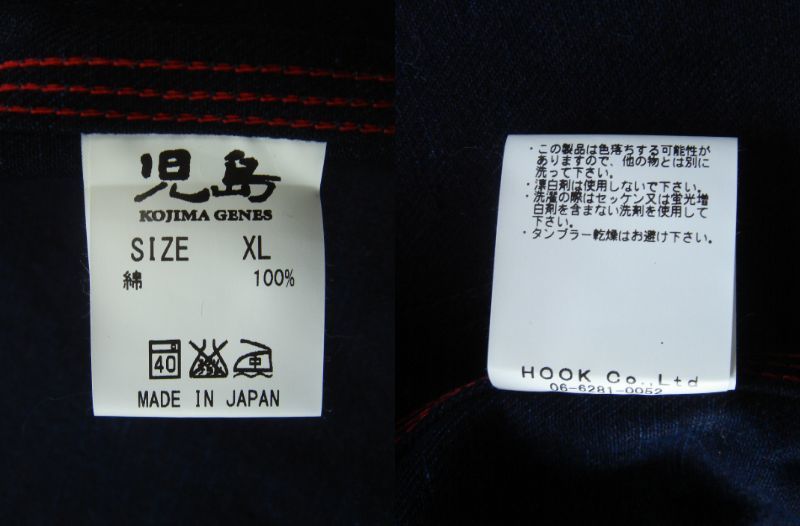 児島
KOJIMA GENES
SIZE XL
綿 100%
40
中
MADE IN JAPAN
・この製品は色落ちする可能性が
ありますので、他の物とは別に
洗って下さい。
・漂白剤は使用しないで下さい。
・洗濯の際はセッケン又は蛍光増
白剤を含まない洗剤を使用して
下さい。
・タンブラー乾燥はお避け下さい。
HOOK Co.,Ltd
06-6281-0052